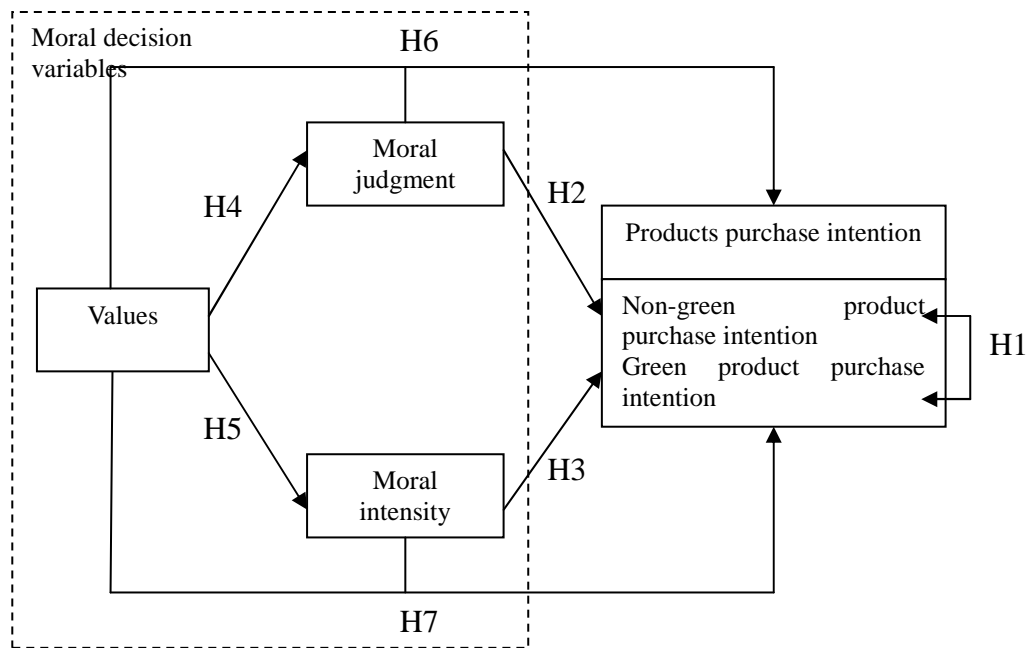 Moral decision
variables
H6
Moral
judgment
H2
H4
Products purchase intention
Values
Non-green product
purchase intention
Green product purchase
intention
H1
H5
Moral
intensity
H3
H7